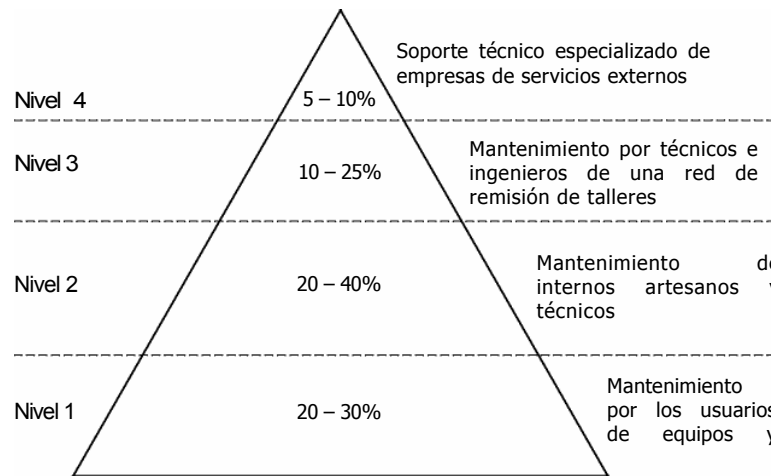 Soporte técnico especializado de
empresas de servicios externos
Nivel 4
5 – 10%
Nivel 3
10 – 25%
Mantenimiento por técnicos e
ingenieros de una red de
remisión de talleres
Nivel 2
20 – 40%
Mantenimiento
internos artesanos
técnicos
Nivel 1
20 – 30%
Mantenimiento
por los usuarios
de equipos y